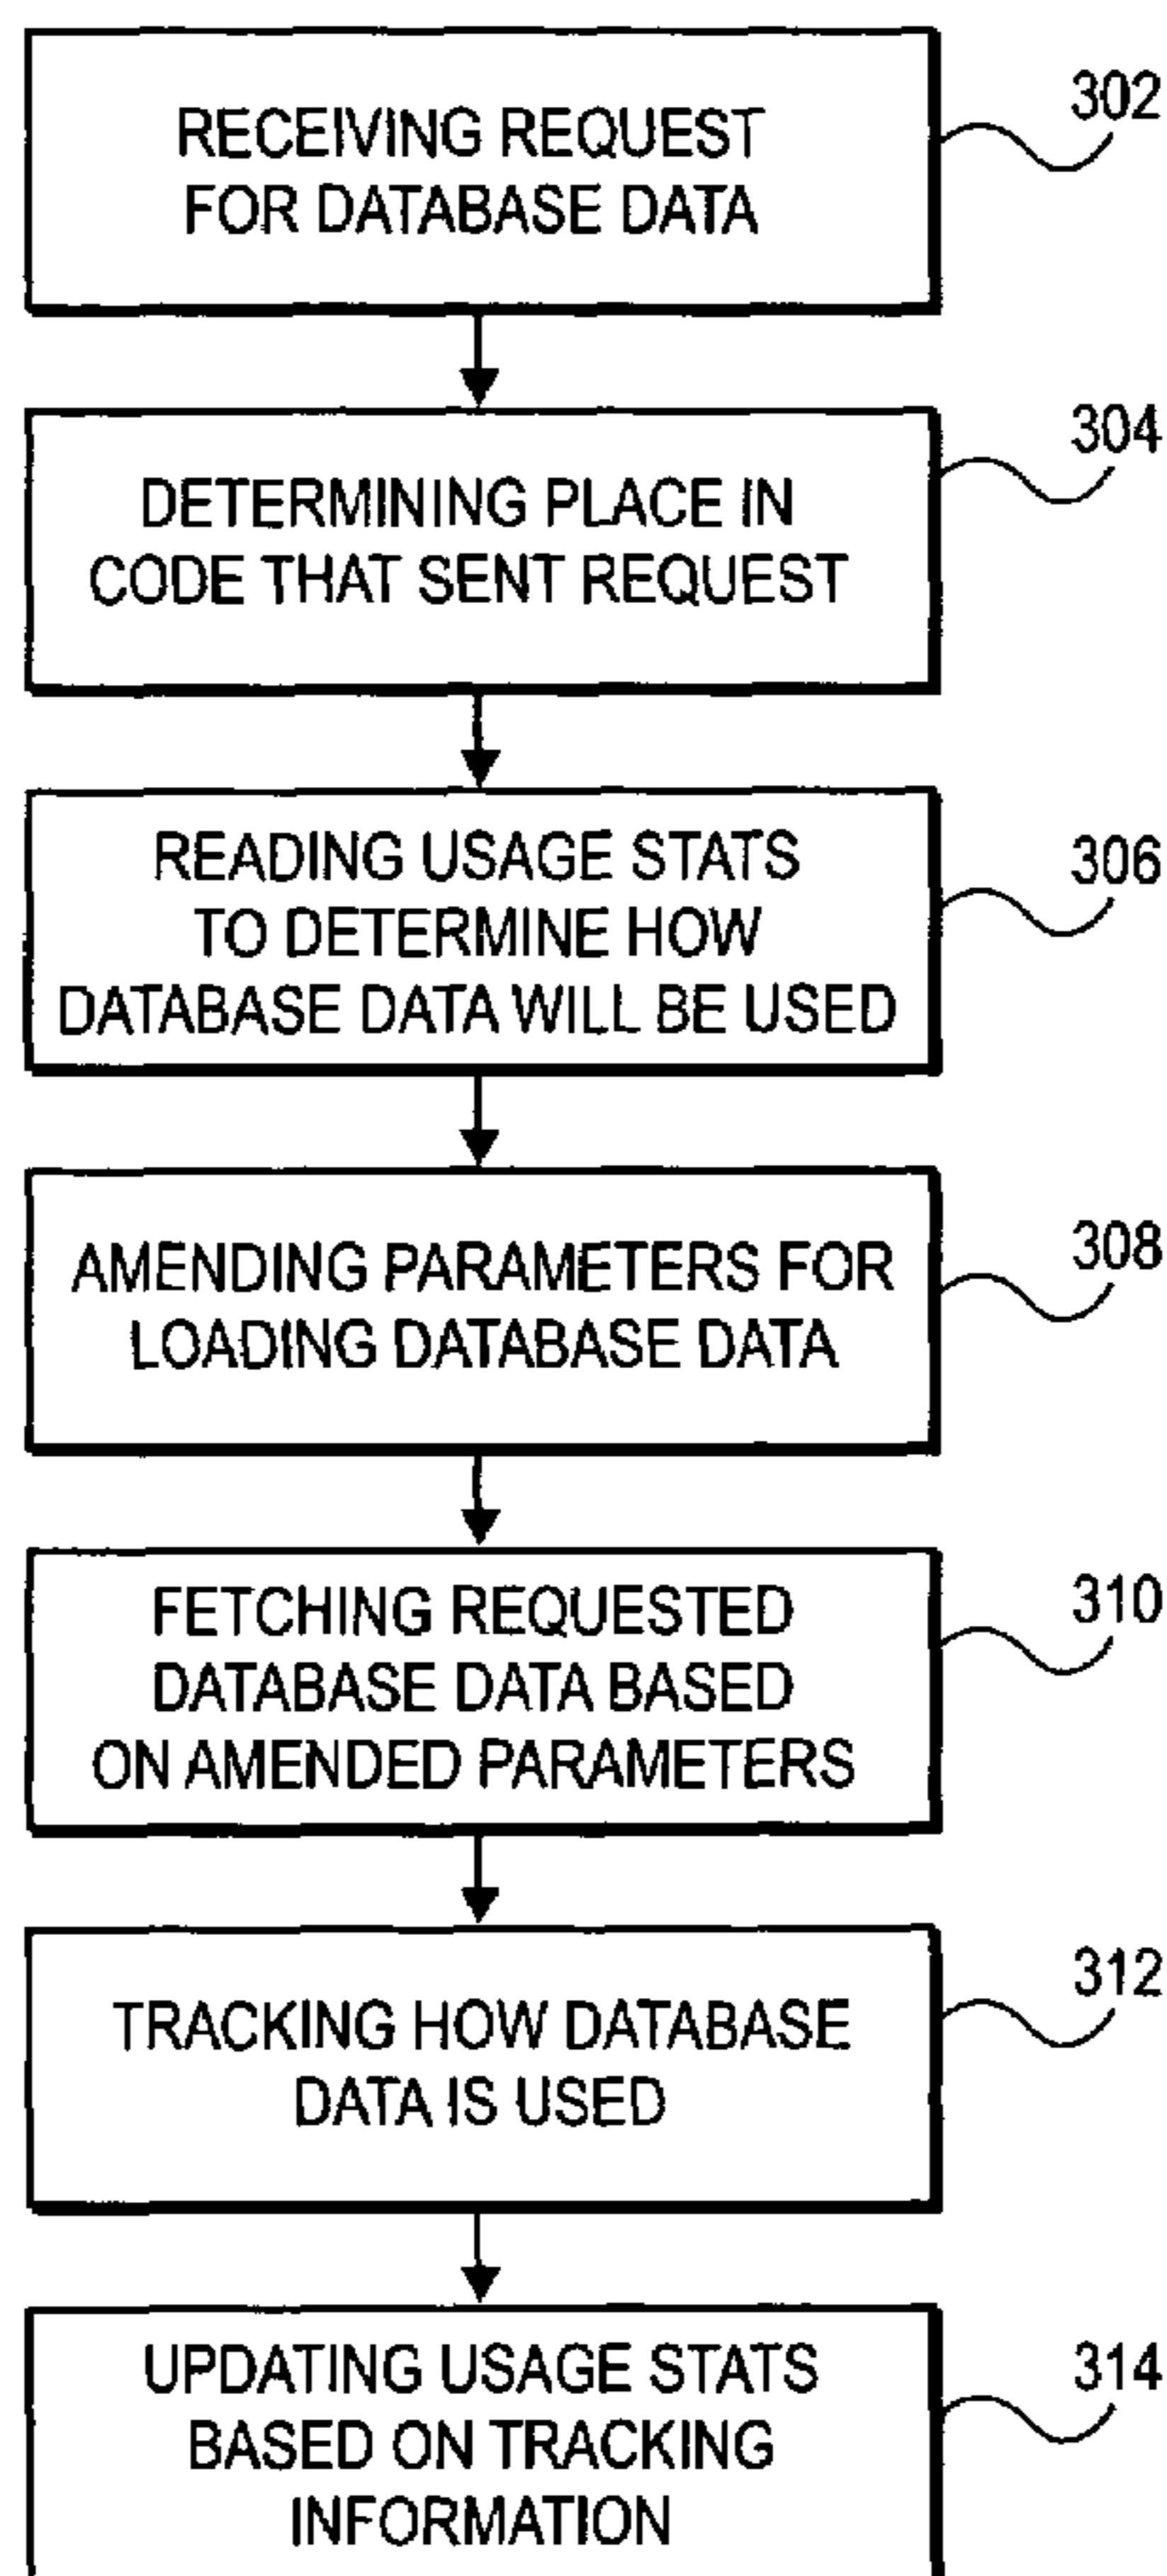 RECEIVING REQUEST
FOR DATABASE DATA
302
DETERMINING PLACE IN
CODE THAT SENT REQUEST
304
READING USAGE STATS
TO DETERMINE HOW
DATABASE DATA WILL BE USED
306
AMENDING PARAMETERS FOR
LOADING DATABASE DATA
308
FETCHING REQUESTED
DATABASE DATA BASED
ON AMENDED PARAMETERS
310
TRACKING HOW DATABASE
DATA IS USED
312
UPDATING USAGE STATS
BASED ON TRACKING
INFORMATION
314